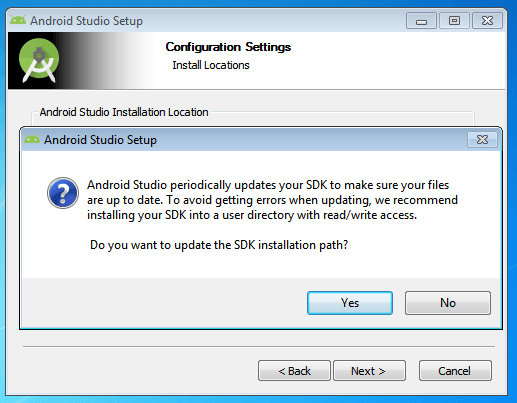 Android Studio Setup
Configuration Settings
Install Locations
Android Studio Installation Location
Android Studio Setup
Android Studio periodically updates your SDK to make sure your files
are up to date. To avoid getting errors when updating, we recommend
installing your SDK into a user directory with read/write access.
Do you want to update the SDK installation path?
Yes
No
< Back
Next >
Cancel